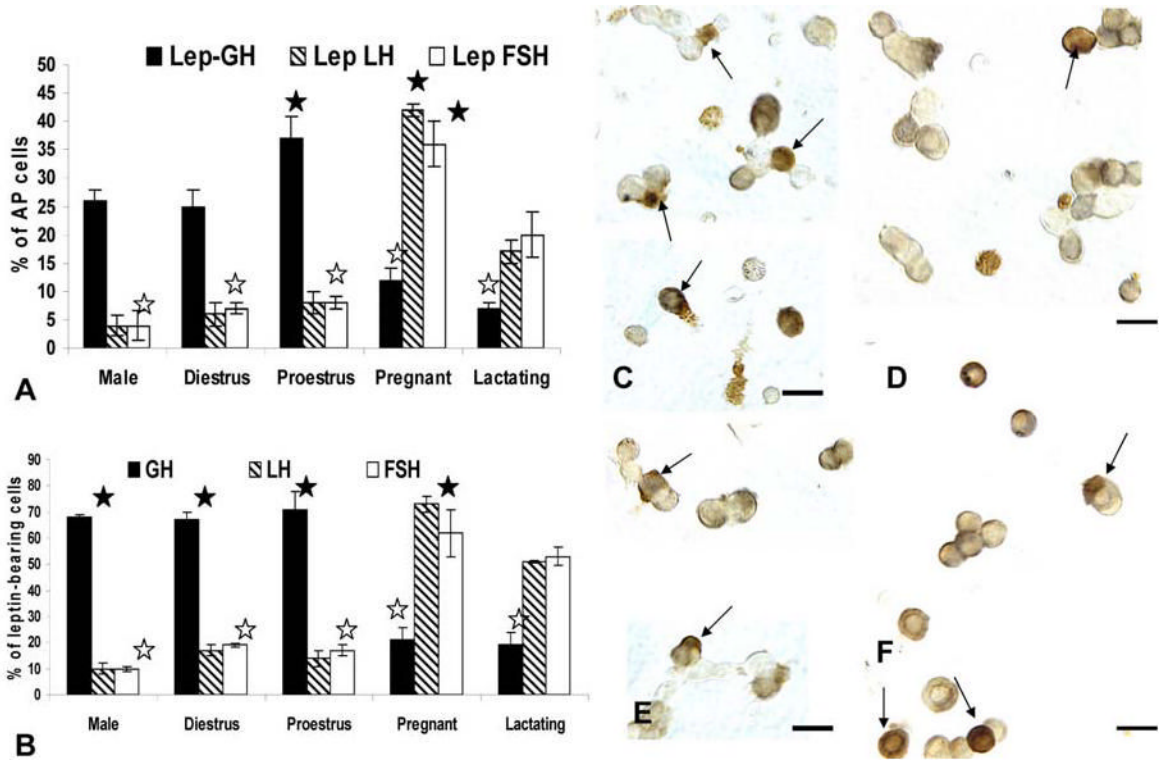 Lep-GH Lep LH Lep FSH
% of AP cells
50
45
40
35
30
25
20
15
10
5
0
Male Diestrus Proestrus Pregnant Lactating
A
GH LH FSH
% of leptin-bearing cells
90
80
70
60
50
40
30
20
10
0
Male Diestrus Proestrus Pregnant Lactating
B
C
D
E
F